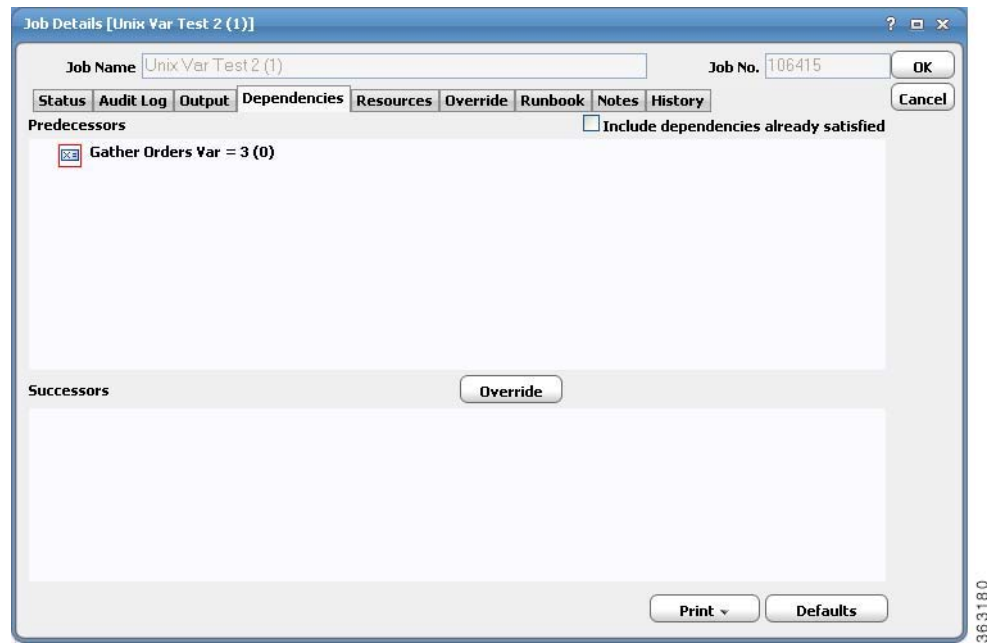 Job Details [Unix Var Test 2 (1)] ?
Job Name Unix Var Test 2 (1) Job No. 106415 OK
Status Audit Log Output Dependencies Resources Override Runbook Notes History Cancel
Predecessors Include dependencies already satisfied
Gather Orders Var = 3 (0)
Successors Override
Print Defaults
363180